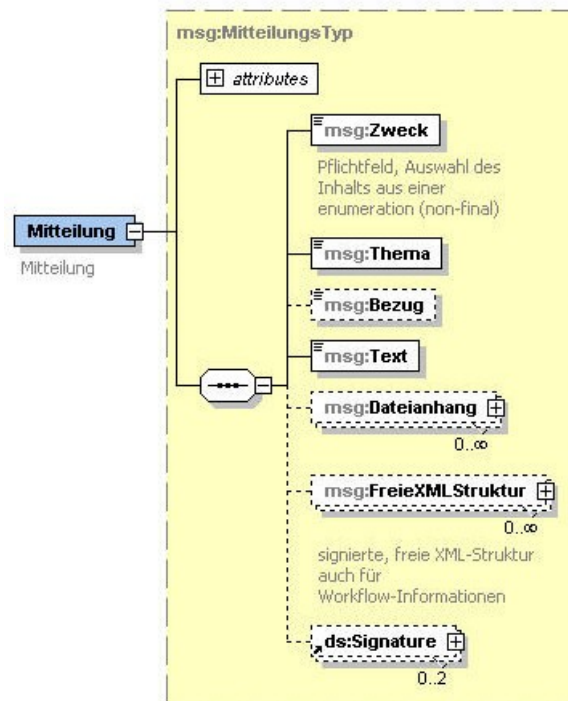 msg:MitteilungsTyp
attributes
msg:Zweck
Pflichtfeld, Auswahl des
Inhalts aus einer
enumeration (non-final)
Mitteilung
Mitteilung
msg:Thema
msg:Bezug
msg:Text
msg:Dateianhang
0..∞
msg:FreieXMLStruktur
0..∞
signierte, freie XML-Struktur
auch für
Workflow-Informationen
ds:Signature
0..2